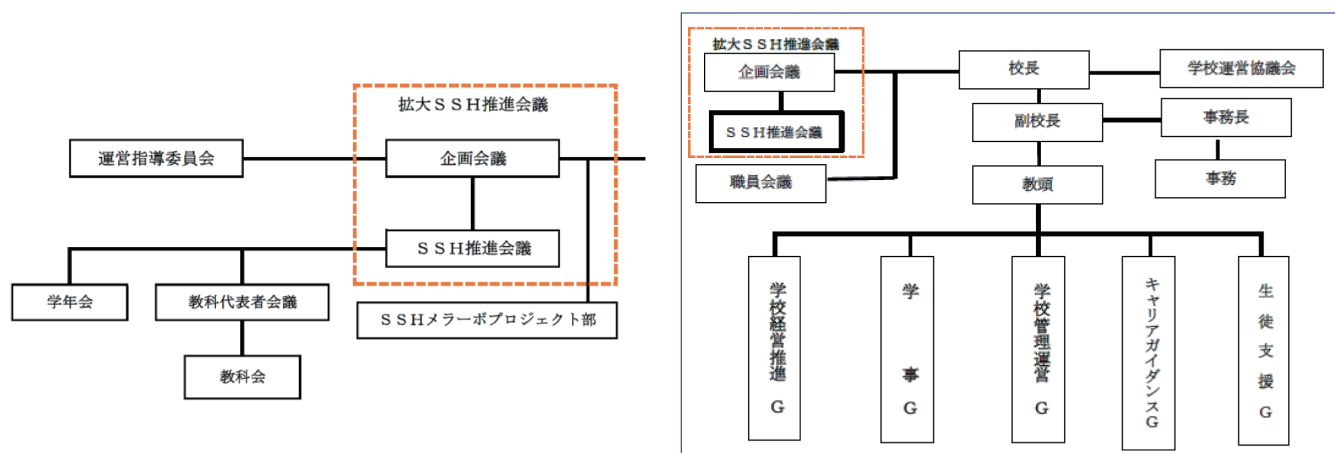 拡大ＳＳＨ推進会議
運営指導委員会
企画会議
ＳＳＨ推進会議
学年会
教科代表者会議
ＳＳＨメラーボプロジェクト部
教科会
拡大ＳＳＨ推進会議
企画会議
校長
学校運営協議会
ＳＳＨ推進会議
副校長
事務長
職員会議
教頭
事務
学校経営推進Ｇ
学事Ｇ
学校管理運営Ｇ
キャリアガイダンスＧ
生徒支援Ｇ